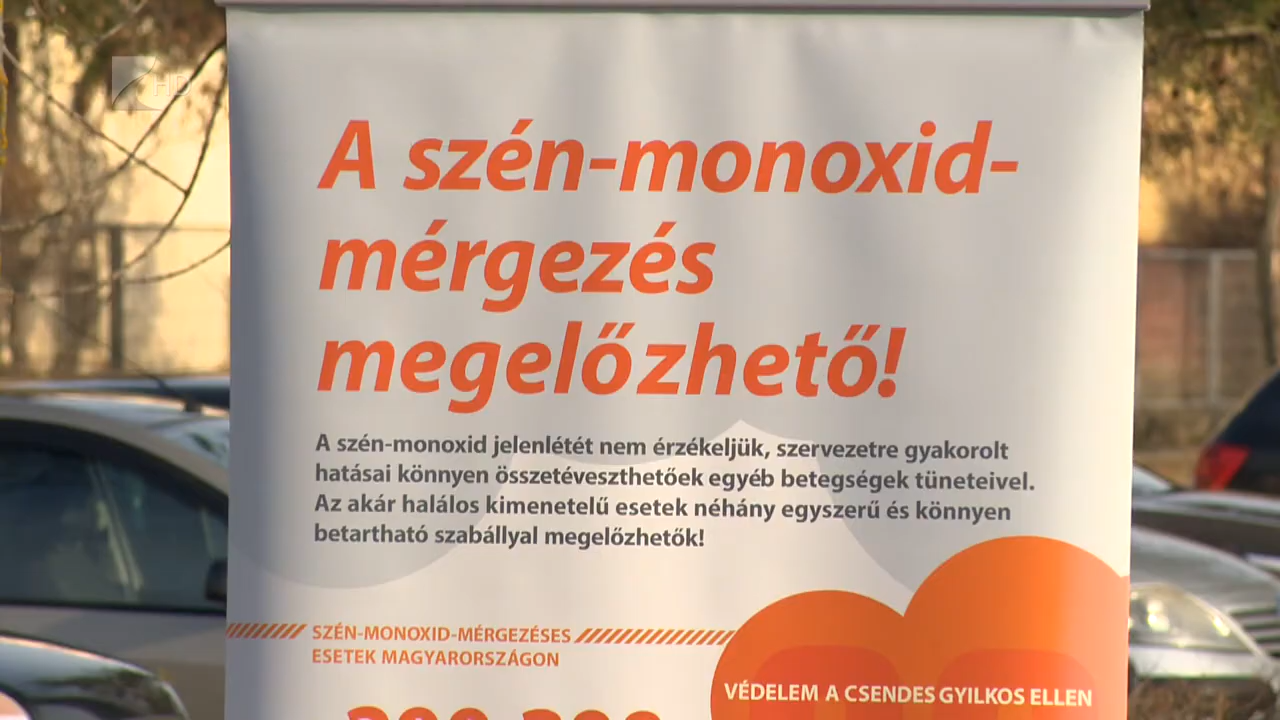 HD
A szén-monoxid-
mérgezés
megelőzhető!
A szén-monoxid jelenlétét nem érzékeljük, szervezetre gyakorolt
hatásai könnyen összetéveszthetőek egyéb betegségek tüneteivel.
Az akár halálos kimenetelű esetek néhány egyszerű és könnyen
betartható szabállyal megelőzhetők!
SZÉN-MONOXID-MÉRGEZÉSES
ESETEK MAGYARORSZÁGON
VÉDELEM A CSENDES GYILKOS ELLEN